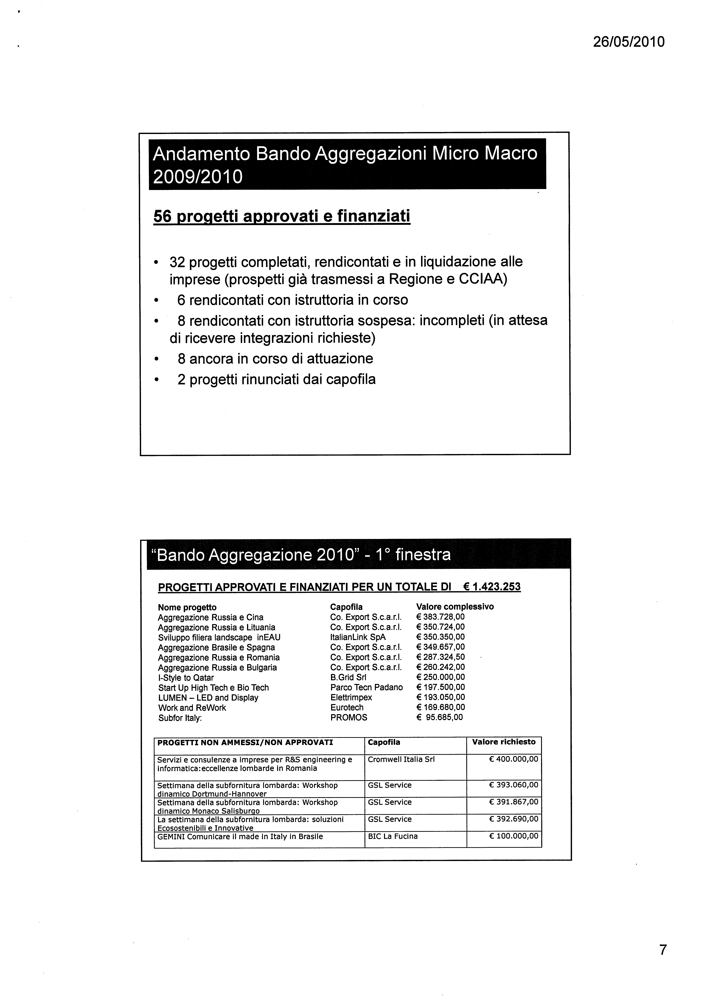 26/05/2010
Andamento Bando Aggregazioni Micro Macro
2009/2010
56 progetti approvati e finanziati
• 32 progetti completati, rendicontati e in liquidazione alle
imprese (prospetti già trasmessi a Regione e CCIAA)
• 6 rendicontati con istruttoria in corso
• 8 rendicontati con istruttoria sospesa: incompleti (in attesa
di ricevere integrazioni richieste)
• 8 ancora in corso di attuazione
• 2 progetti rinunciati dai capofila
“Bando Aggregazione 2010” - 1° finestra
PROGETTI APPROVATI E FINANZIATI PER UN TOTALE DI € 1.423.253
Nome progetto Capofila Valore complessivo
Aggregazione Russia e Cina Co. Export S.c.a.r.l. € 383.728,00
Aggregazione Russia e Lituania Co. Export S.c.a.r.l. € 350.724,00
Sviluppo filiera landscape inEAU ItalianLink SpA € 350.350,00
Aggregazione Brasile e Spagna Co. Export S.c.a.r.l. € 349.657,00
Aggregazione Russia e Romania Co. Export S.c.a.r.l. € 287.324,50
Aggregazione Russia e Bulgaria Co. Export S.c.a.r.l. € 260.242,00
I-Style to Qatar B.Grid Srl € 250.000,00
Start Up High Tech e Bio Tech Parco Tecn Padano € 197.500,00
LUMEN – LED and Display Elettrimpex € 193.050,00
Work and ReWork Eurotech € 169.680,00
Subfor Italy: PROMOS € 95.685,00
PROGETTI NON AMMESSI/NON APPROVATI Capofila Valore richiesto
Servizi e consulenze a imprese per R&S engineering e Cromwell Italia Srl € 400.000,00
informatica:eccellenze lombarde in Romania
Settimana della subfornitura lombarda: Workshop GSL Service € 393.060,00
dinamico Dortmund-Hannover
Settimana della subfornitura lombarda: Workshop GSL Service € 391.867,00
dinamico Monaco Salisburgo
La settimana della subfornitura lombarda: soluzioni GSL Service € 392.690,00
Ecosostenibili e Innovative
GEMINI Comunicare il made in Italy in Brasile BIC La Fucina € 100.000,00
7